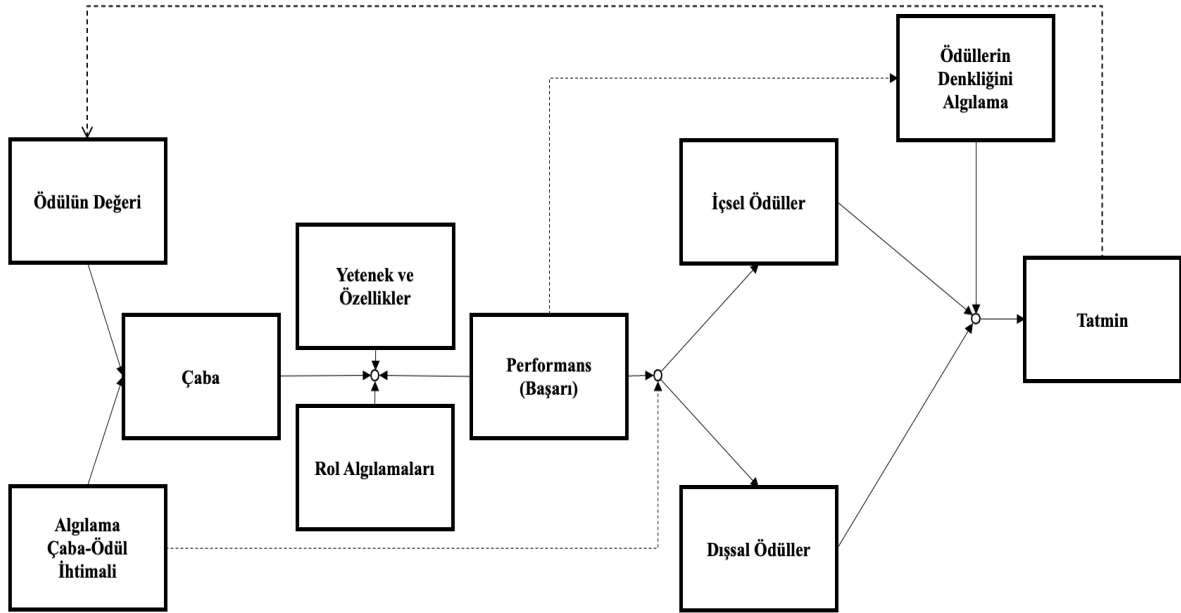 Ödüllerin
Denkliğini
Algılama
Ödülün Değeri
İçsel Ödüller
Yetenek ve
Özellikler
Tatmin
Çaba
Performans
(Başarı)
Rol Algılamaları
Algılama
Çaba-Ödül
İhtimali
Dışsal Ödüller